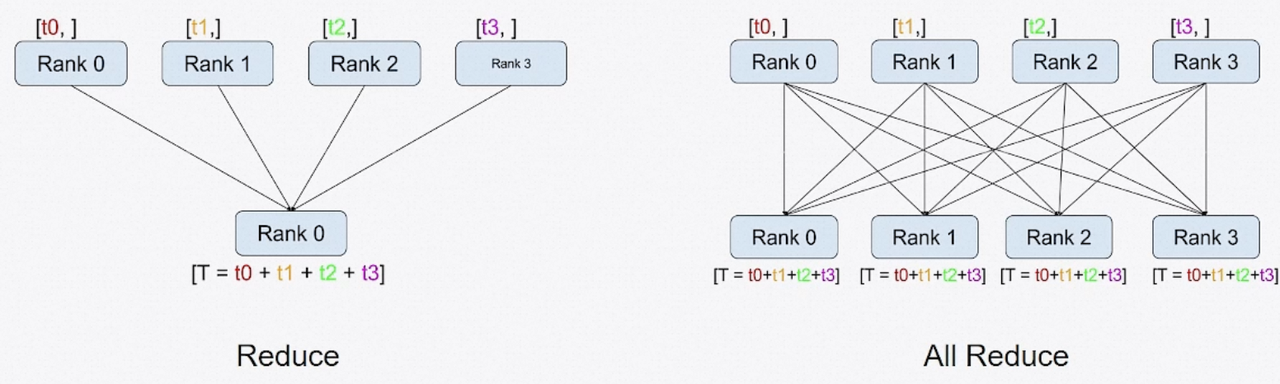 [t0, ] [t1,] [t2,] [t3, ]
Rank 0 Rank 1 Rank 2 Rank 3
Rank 0
[T = t0 + t1 + t2 + t3]
Reduce
[t0, ] [t1,] [t2,] [t3, ]
Rank 0 Rank 1 Rank 2 Rank 3
Rank 0 Rank 1 Rank 2 Rank 3
[T = t0+t1+t2+t3] [T = t0+t1+t2+t3] [T = t0+t1+t2+t3] [T = t0+t1+t2+t3]
All Reduce